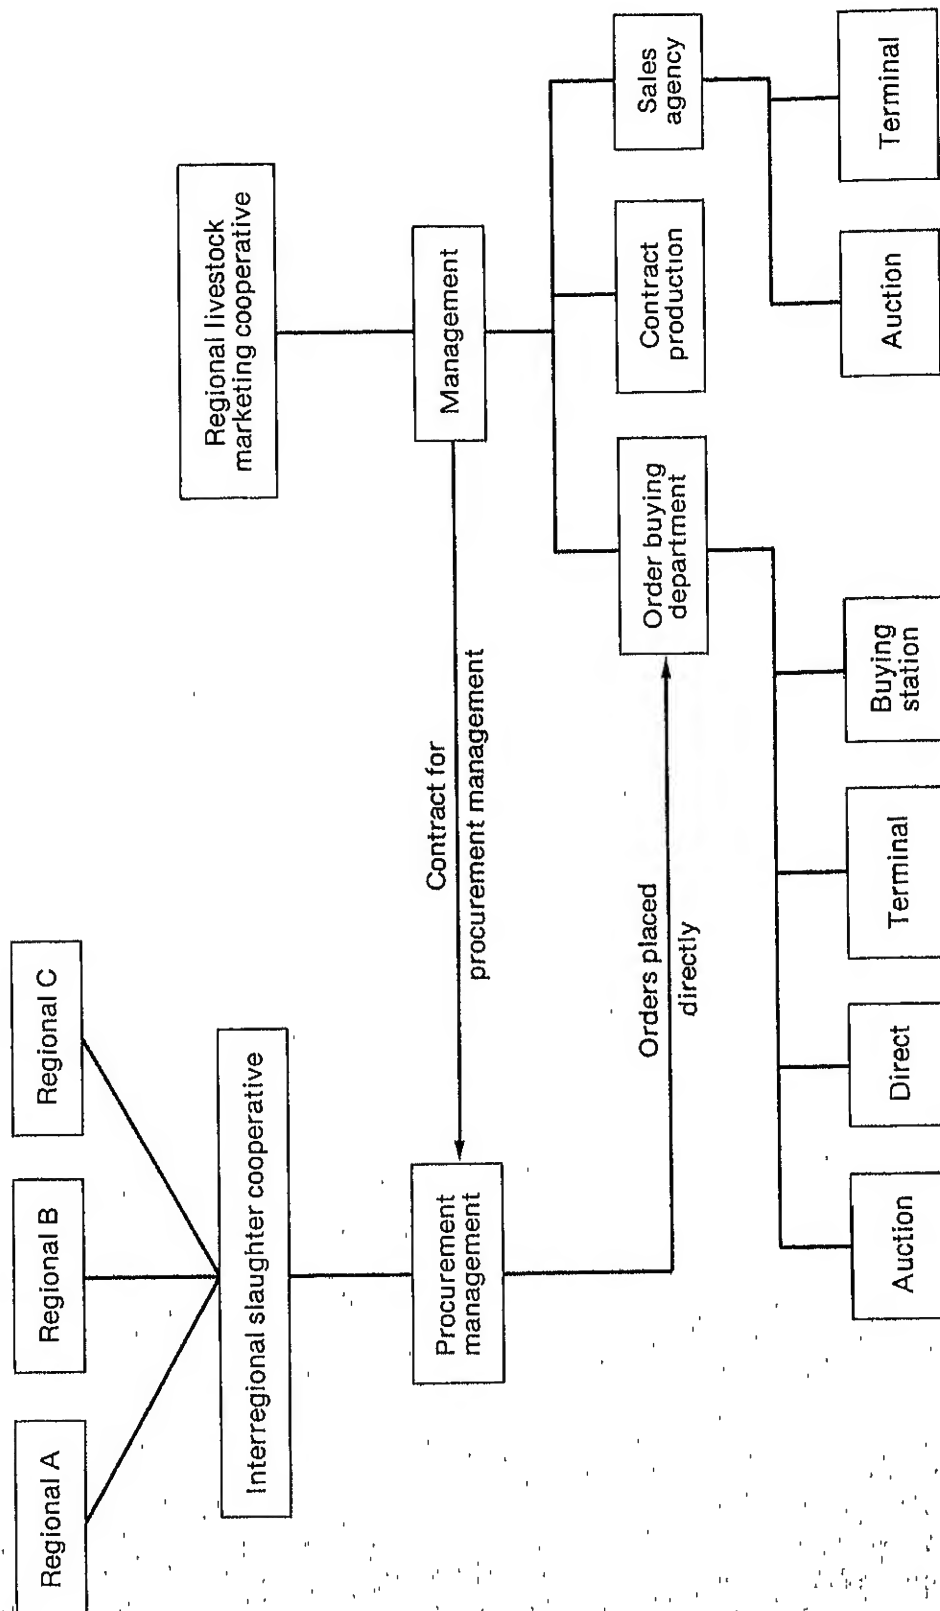 Regional A
Regional B
Regional C
Interregional slaughter cooperative
Regional livestock
marketing cooperative
Procurement
management
Contract for
procurement management
Management
Orders placed
directly
Order buying
department
Contract
production
Sales
agency
Auction
Direct
Terminal
Buying
station
Auction
Terminal